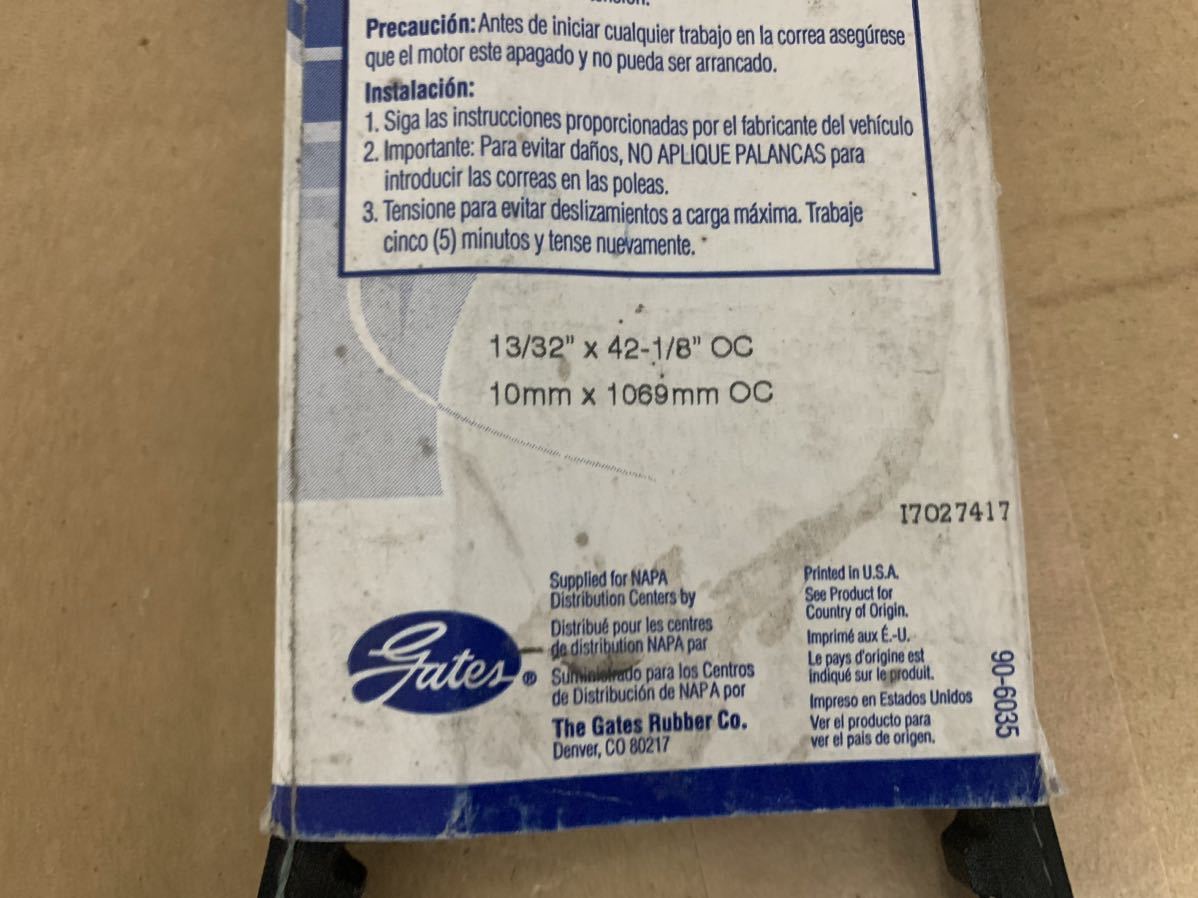 tensión.
Precaución: Antes de iniciar cualquier trabajo en la correa asegúrese
que el motor este apagado y no pueda ser arrancado.
Instalación:
1. Siga las instrucciones proporcionadas por el fabricante del vehículo
2. Importante: Para evitar daños, NO APLIQUE PALANCAS para
introducir las correas en las poleas.
3. Tensione para evitar deslizamientos a carga máxima. Trabaje
cinco (5) minutos y tense nuevamente.
13/32" x 42-1/8" OC
10mm x 1069mm OC
I7027417
Gates®
Supplied for NAPA
Distribution Centers by
Distribué pour les centres
de distribution NAPA par
Suministrado para los Centros
de Distribución de NAPA por
The Gates Rubber Co.
Denver, CO 80217
Printed in U.S.A.
See Product for
Country of Origin.
Imprimé aux É.-U.
Le pays d'origine est
indiqué sur le produit.
Impreso en Estados Unidos
Ver el producto para
ver el pais de origen.
90-6035